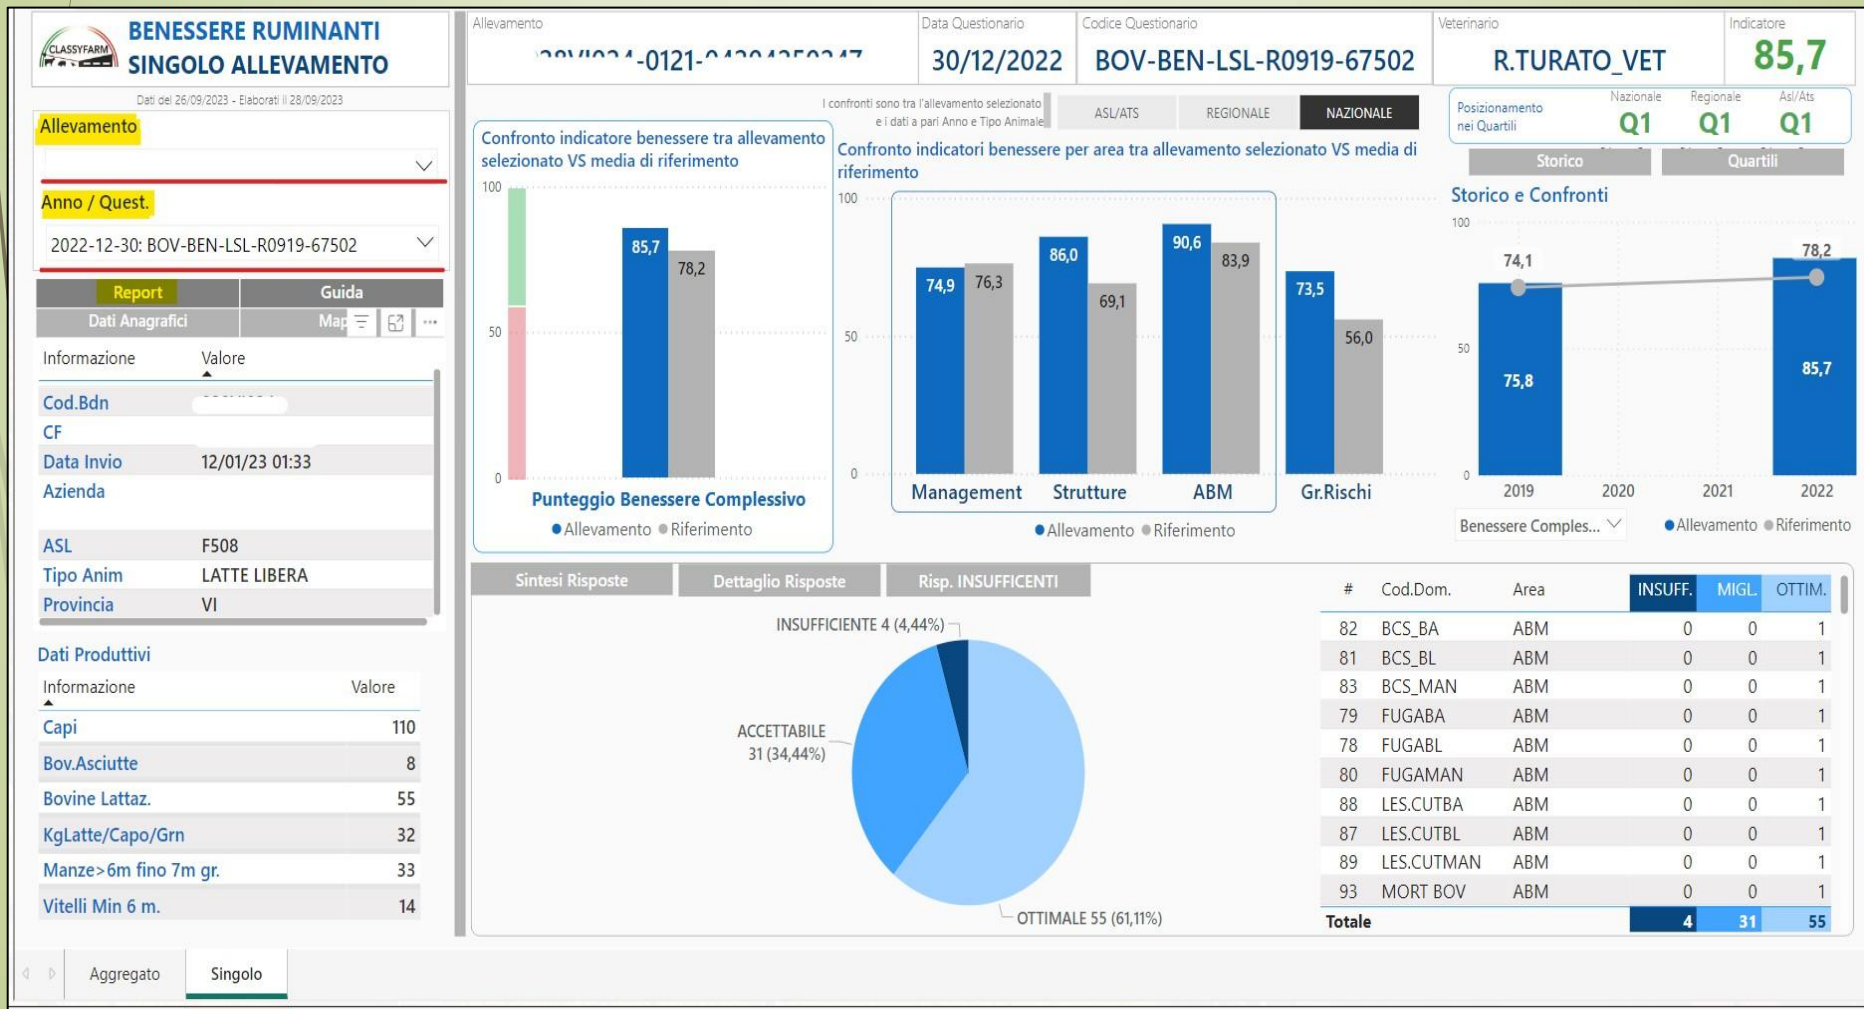 CLASSYFARM
BENESSERE RUMINANTI
SINGOLO ALLEVAMENTO
Dati del 26/09/2023 - Elaborati il 28/09/2023
Allevamento
Anno / Quest.
2022-12-30: BOV-BEN-LSL-R0919-67502
Report Guida
Dati Anagrafici Map
Informazione Valore
Cod.Bdn
CF
Data Invio 12/01/23 01:33
Azienda
ASL F508
Tipo Anim LATTE LIBERA
Provincia VI
Dati Produttivi
Informazione Valore
Capi 110
Bov.Asciutte 8
Bovine Lattaz. 55
KgLatte/Capo/Grn 32
Manze>6m fino 7m gr. 33
Vitelli Min 6 m. 14
Allevamento
-0121-
Data Questionario
30/12/2022
Codice Questionario
BOV-BEN-LSL-R0919-67502
Veterinario
R.TURATO_VET
Indicatore
85,7
I confronti sono tra l'allevamento selezionato
e i dati a pari Anno e Tipo Animale
ASL/ATS REGIONALE NAZIONALE
Posizionamento
nei Quartili
Nazionale Regionale Asl/Ats
Q1 Q1 Q1
Storico Quartili
Confronto indicatore benessere tra allevamento
selezionato VS media di riferimento
100
50
0
85,7
78,2
Punteggio Benessere Complessivo
Allevamento Riferimento
Confronto indicatori benessere per area tra allevamento selezionato VS media di
riferimento
100
50
0
74,9 76,3
86,0 69,1
90,6 83,9
73,5 56,0
Management Strutture ABM Gr.Rischi
Allevamento Riferimento
Storico e Confronti
100
50
0
74,1 78,2
75,8 85,7
2019 2020 2021 2022
Benessere Comples...
Allevamento Riferimento
Sintesi Risposte Dettaglio Risposte Risp. INSUFFICENTI
INSUFFICIENTE 4 (4,44%)
ACCETTABILE
31 (34,44%)
OTTIMALE 55 (61,11%)
# Cod.Dom. Area INSUFF. MIGL. OTTIM.
82 BCS_BA ABM 0 0 1
81 BCS_BL ABM 0 0 1
83 BCS_MAN ABM 0 0 1
79 FUGABA ABM 0 0 1
78 FUGABL ABM 0 0 1
80 FUGAMAN ABM 0 0 1
88 LES.CUTBA ABM 0 0 1
87 LES.CUTBL ABM 0 0 1
89 LES.CUTMAN ABM 0 0 1
93 MORT BOV ABM 0 0 1
Totale 4 31 55
Aggregato Singolo